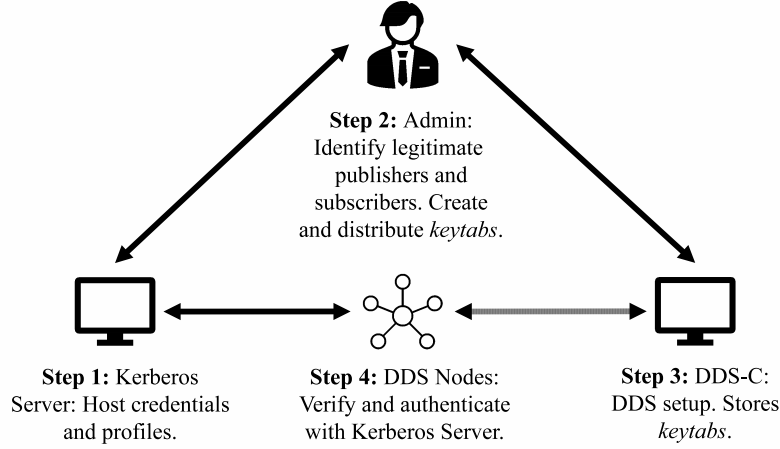 Step 2: Admin:
Identify legitimate
publishers and
subscribers. Create
and distribute keytabs.
Step 1: Kerberos
Server: Host credentials
and profiles.
Step 4: DDS Nodes:
Verify and authenticate
with Kerberos Server.
Step 3: DDS-C:
DDS setup. Stores
keytabs.